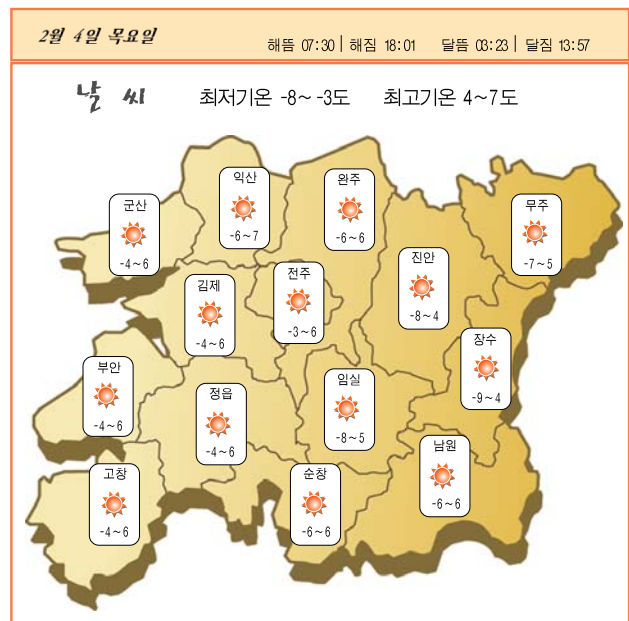 2월 4일 목요일
해뜸 07:30 | 해짐 18:01 달뜸 03:23 | 달짐 13:57
날 씨
최저기온 -8~ -3도 최고기온 4~7도
익산
-6~7
완주
-6~6
군산
-4~6
무주
-7~5
진안
-8~4
전주
-3~6
김제
-4~6
장수
-9~4
부안
-4~6
임실
-8~5
정읍
-4~6
남원
-6~6
고창
-4~6
순창
-6~6